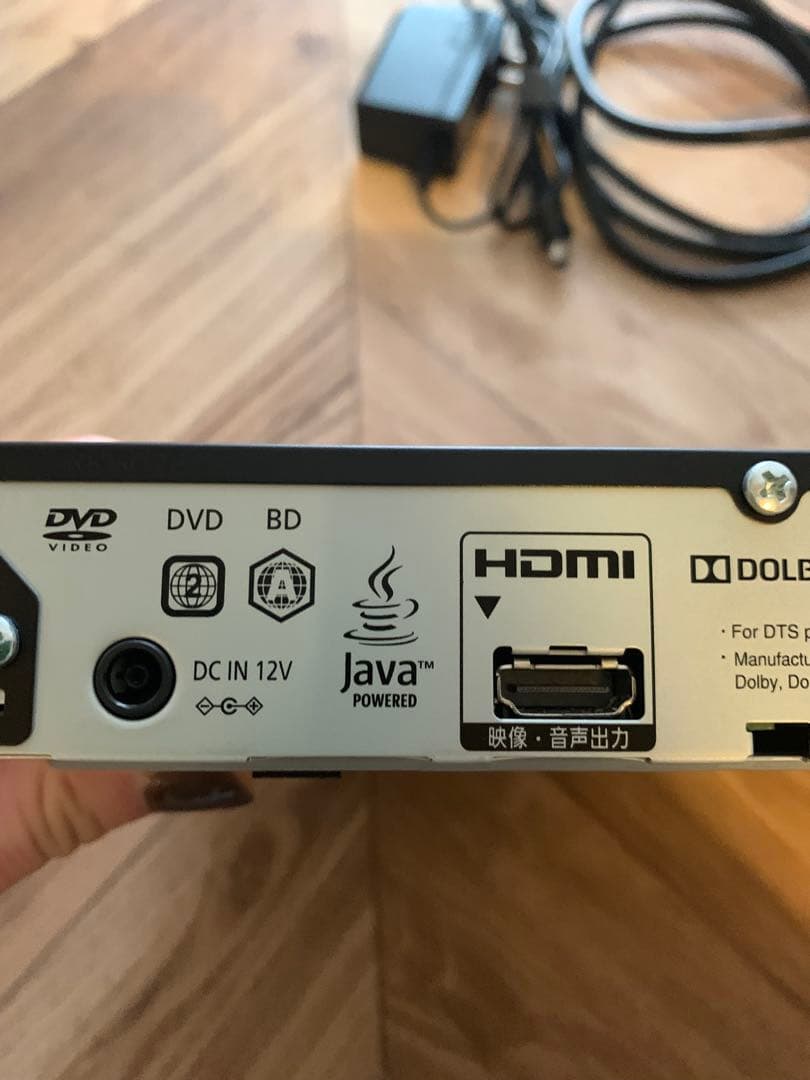 DVD VIDEO
DVD
BD
2
A
DC IN 12V
Java™
POWERED
HDMI
映像・音声出力
DOLB
・For DTS p
・Manufactu
Dolby, Do